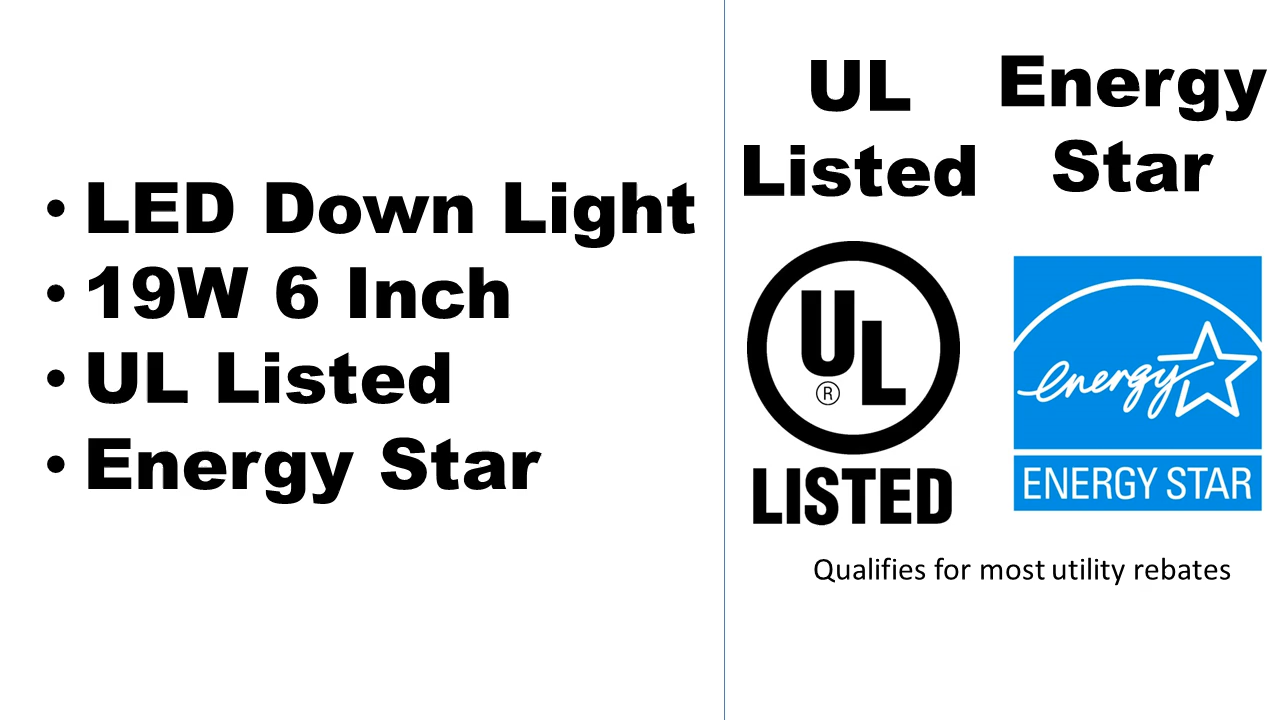 • LED Down Light
• 19W 6 Inch
• UL Listed
• Energy Star
UL
Listed
Energy
Star
UL
®
LISTED
energy
ENERGY STAR
Qualifies for most utility rebates